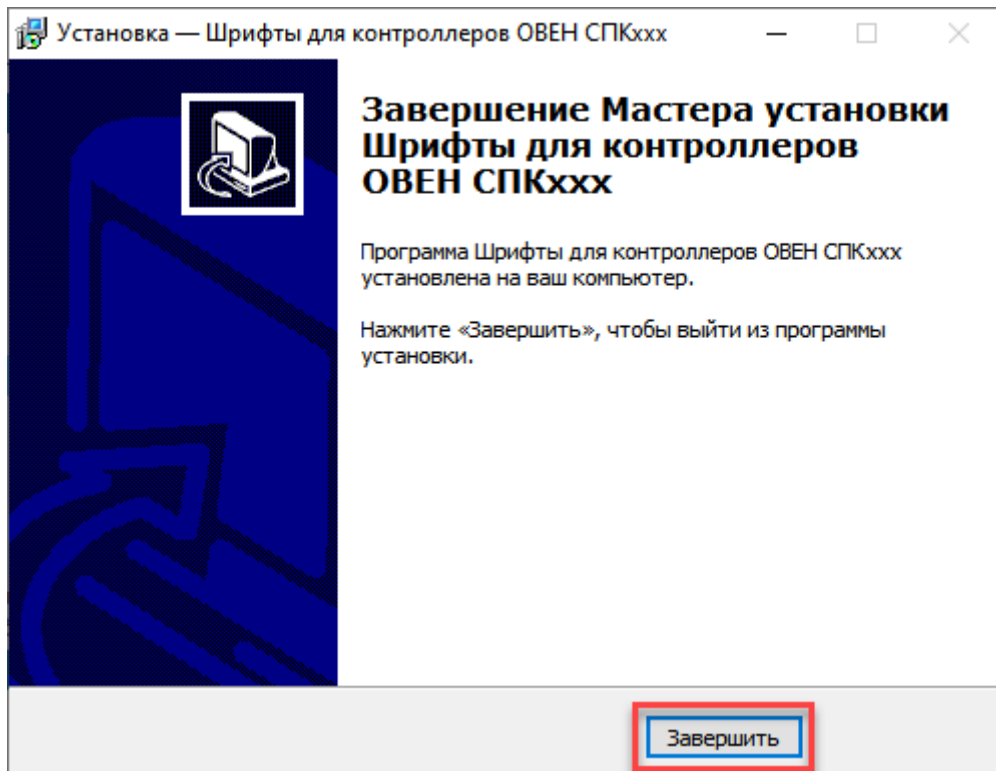 Установка — Шрифты для контроллеров ОВЕН СПКxxx
Завершение Мастера установки
Шрифты для контроллеров
ОВЕН СПКxxx
Программа Шрифты для контроллеров ОВЕН СПКxxx
установлена на ваш компьютер.
Нажмите «Завершить», чтобы выйти из программы
установки.
Завершить